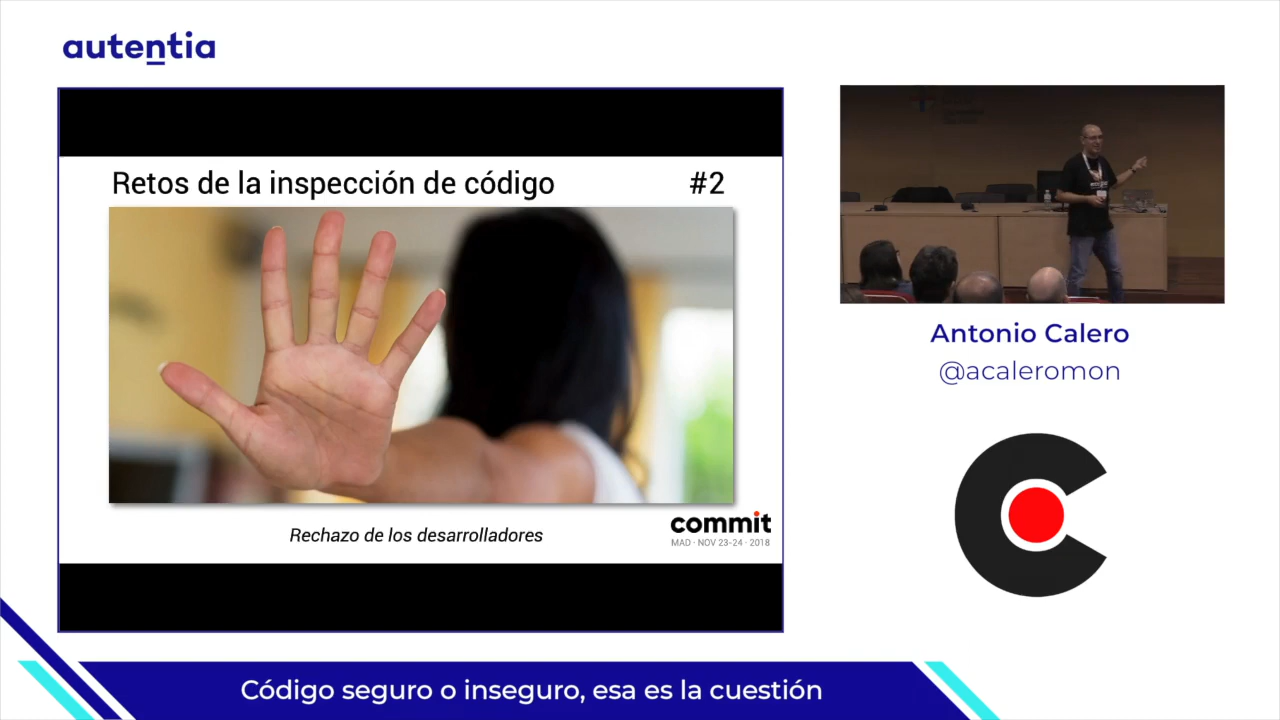 autentia
Retos de la inspección de código #2
Rechazo de los desarrolladores
commit
MAD · NOV 23-24 · 2018
Antonio Calero
@acaleromon
Código seguro o inseguro, esa es la cuestión